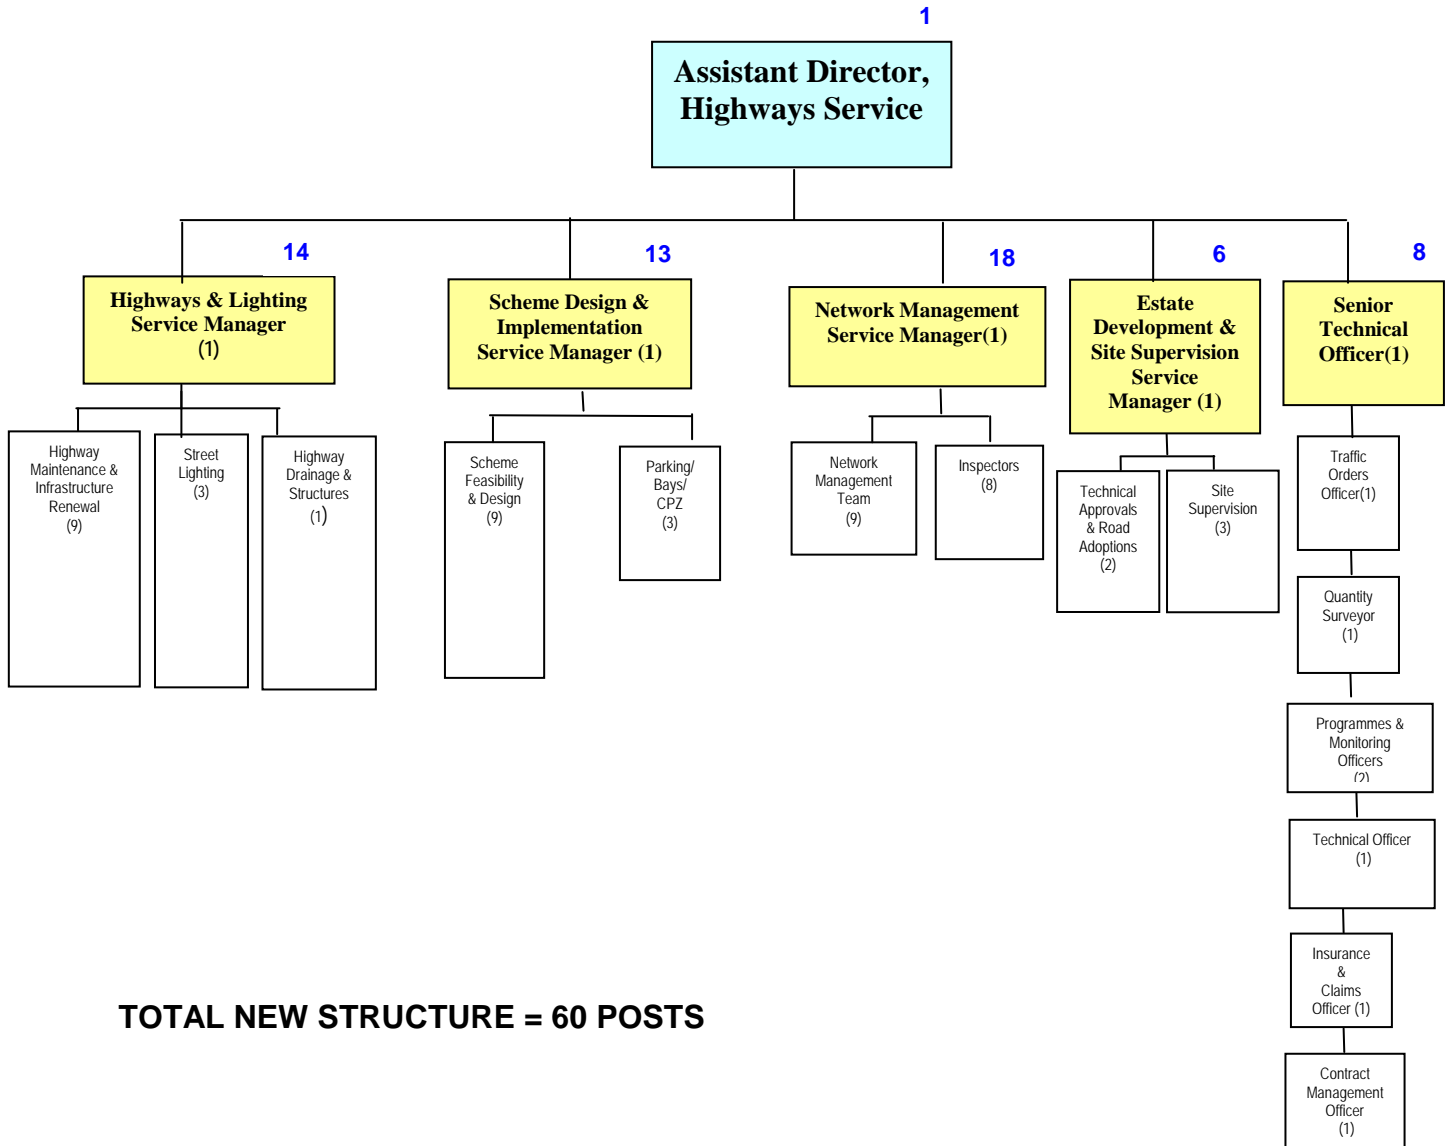 1
Assistant Director,
Highways Service
14
Highways & Lighting
Service Manager
(1)
Highway
Maintenance &
Infrastructure
Renewal
(9)
Street
Lighting
(3)
Highway
Drainage &
Structures
(1)
13
Scheme Design &
Implementation
Service Manager (1)
Scheme
Feasibility
& Design
(9)
Parking/
Bays/
CPZ
(3)
18
Network Management
Service Manager(1)
Network
Management
Team
(9)
Inspectors
(8)
6
Estate
Development &
Site Supervision
Service
Manager (1)
Technical
Approvals
& Road
Adoptions
(2)
Site
Supervision
(3)
8
Senior
Technical
Officer(1)
Traffic
Orders
Officer(1)
Quantity
Surveyor
(1)
Programmes &
Monitoring
Officers
(2)
Technical Officer
(1)
Insurance
&
Claims
Officer (1)
Contract
Management
Officer
(1)
TOTAL NEW STRUCTURE = 60 POSTS